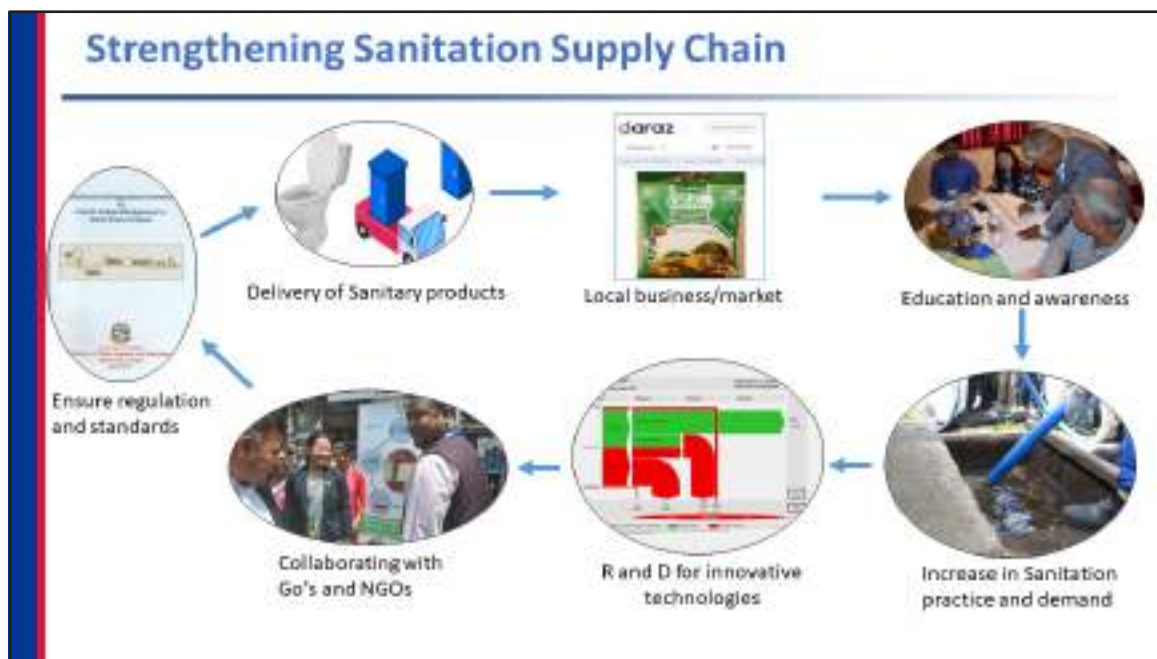 Strengthening Sanitation Supply Chain
daraz
Delivery of Sanitary products
Local business/market
Education and awareness
Ensure regulation
and standards
Collaborating with
Go's and NGOs
R and D for innovative
technologies
Increase in Sanitation
practice and demand